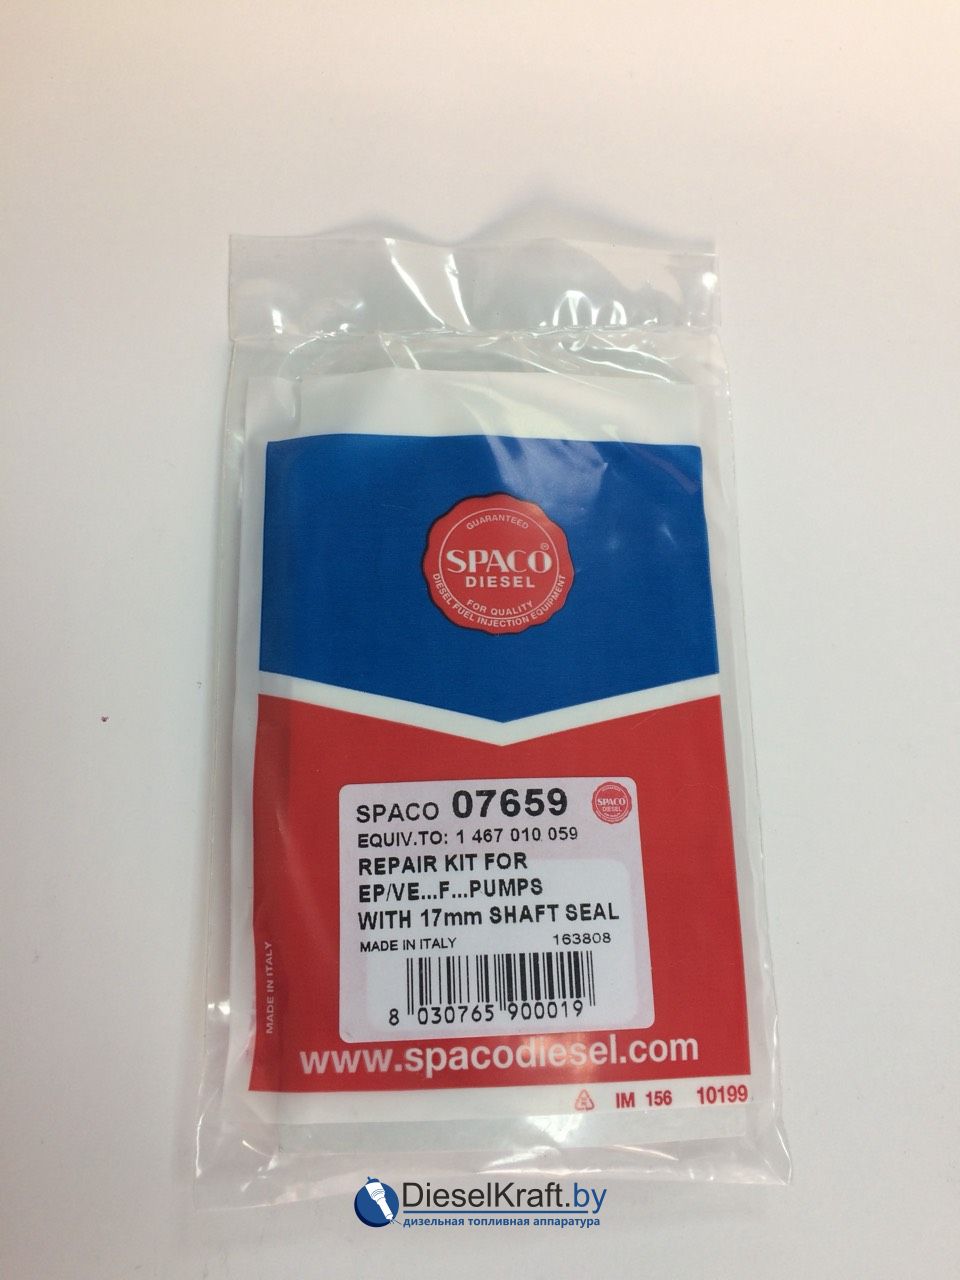 GUARANTEED
SPACO®
DIESEL
FOR QUALITY
DIESEL FUEL INJECTION EQUIPMENT
SPACO 07659
SPACO
DIESEL
EQUIV.TO: 1 467 010 059
REPAIR KIT FOR
EP/VE...F...PUMPS
WITH 17mm SHAFT SEAL
MADE IN ITALY 163808
8 030765 900019
MADE IN ITALY
www.spacodiesel.com
IM 156 10199
DieselKraft.by
дизельная топливная аппаратура